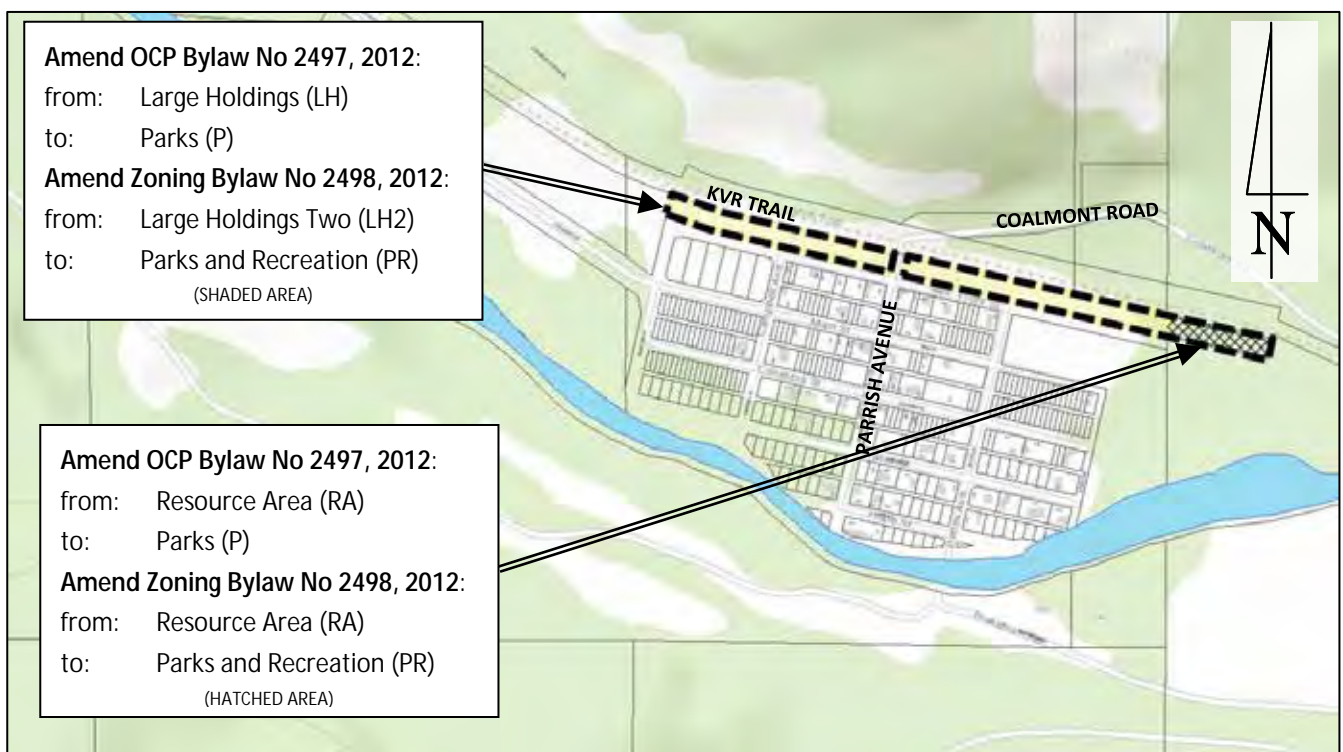 Amend OCP Bylaw No 2497, 2012:
from: Large Holdings (LH)
to: Parks (P)
Amend Zoning Bylaw No 2498, 2012:
from: Large Holdings Two (LH2)
to: Parks and Recreation (PR)
(SHADED AREA)
KVR TRAIL
COALMONT ROAD
N
PARRISH AVENUE
Amend OCP Bylaw No 2497, 2012:
from: Resource Area (RA)
to: Parks (P)
Amend Zoning Bylaw No 2498, 2012:
from: Resource Area (RA)
to: Parks and Recreation (PR)
(HATCHED AREA)